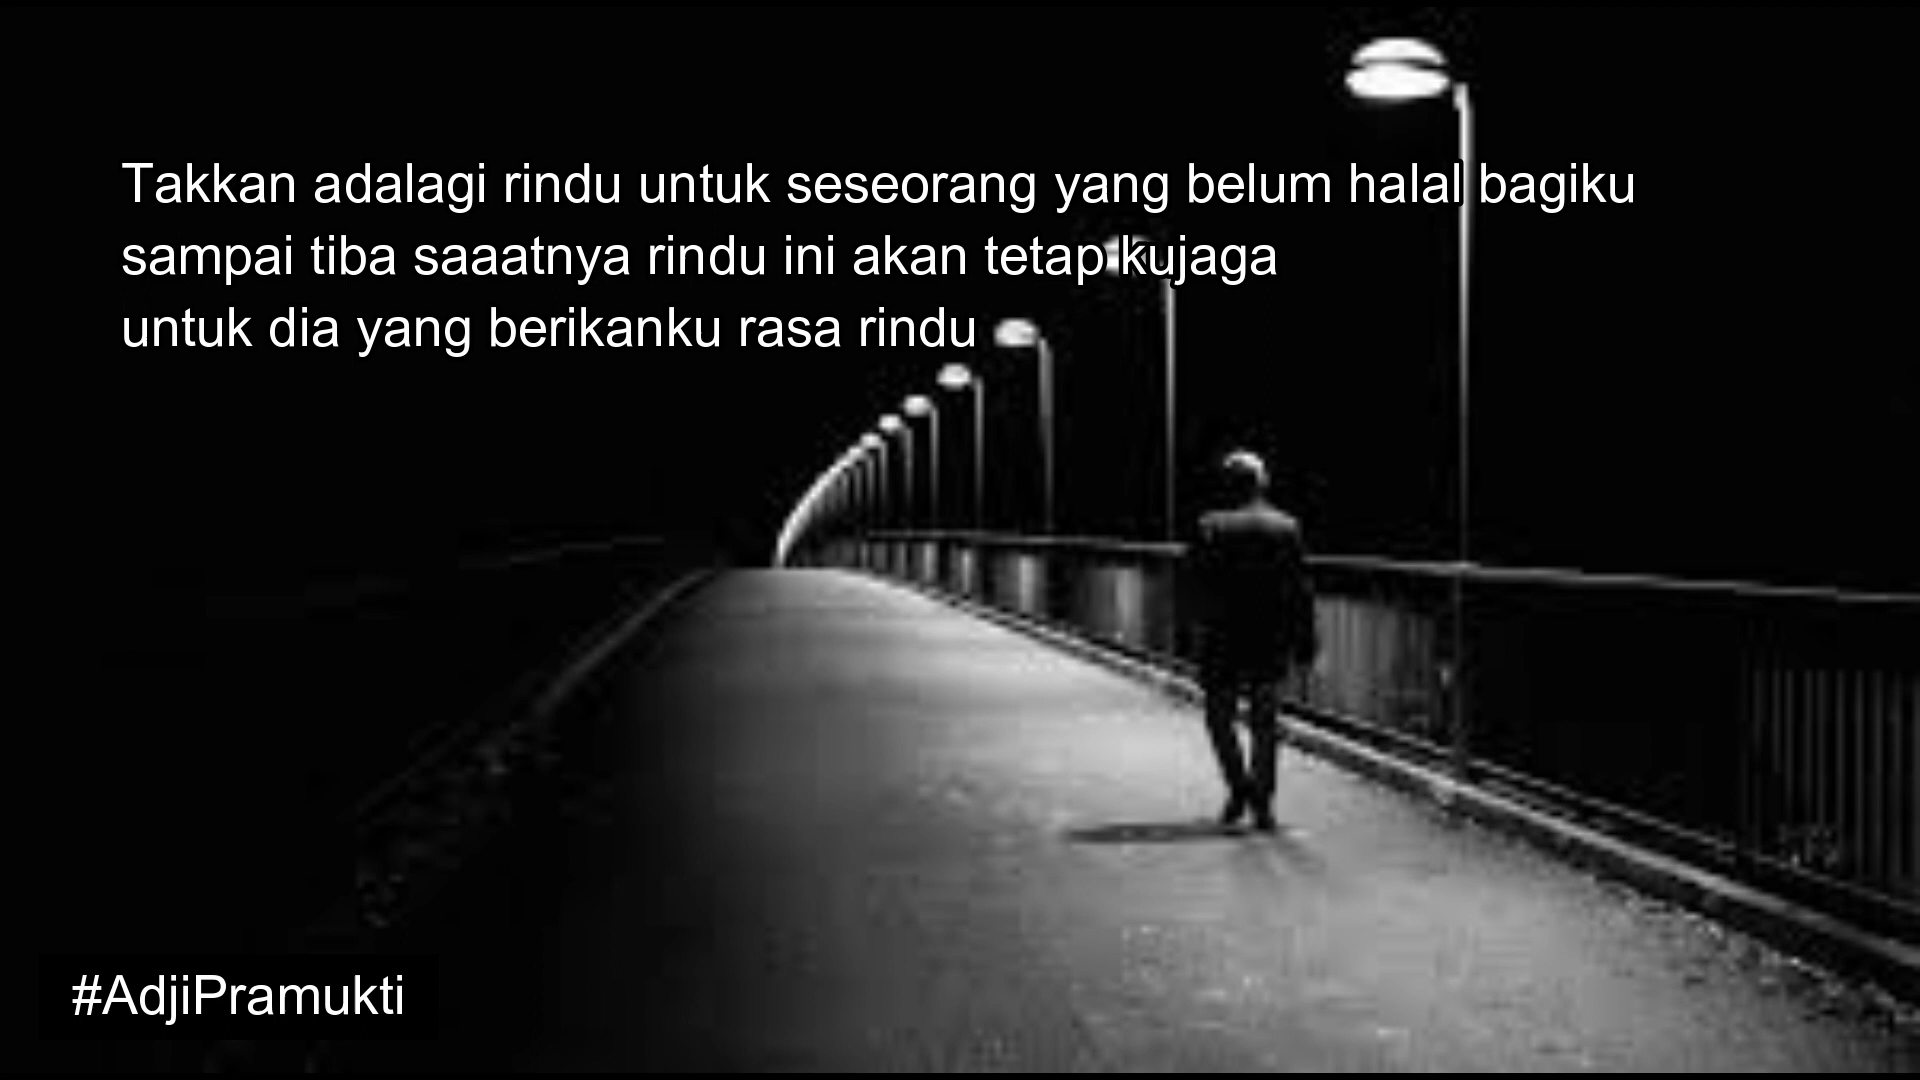 Takkan adalagi rindu untuk seseorang yang belum halal bagiku
sampai tiba saaatnya rindu ini akan tetap kujaga
untuk dia yang berikanku rasa rindu
#AdjiPramukti